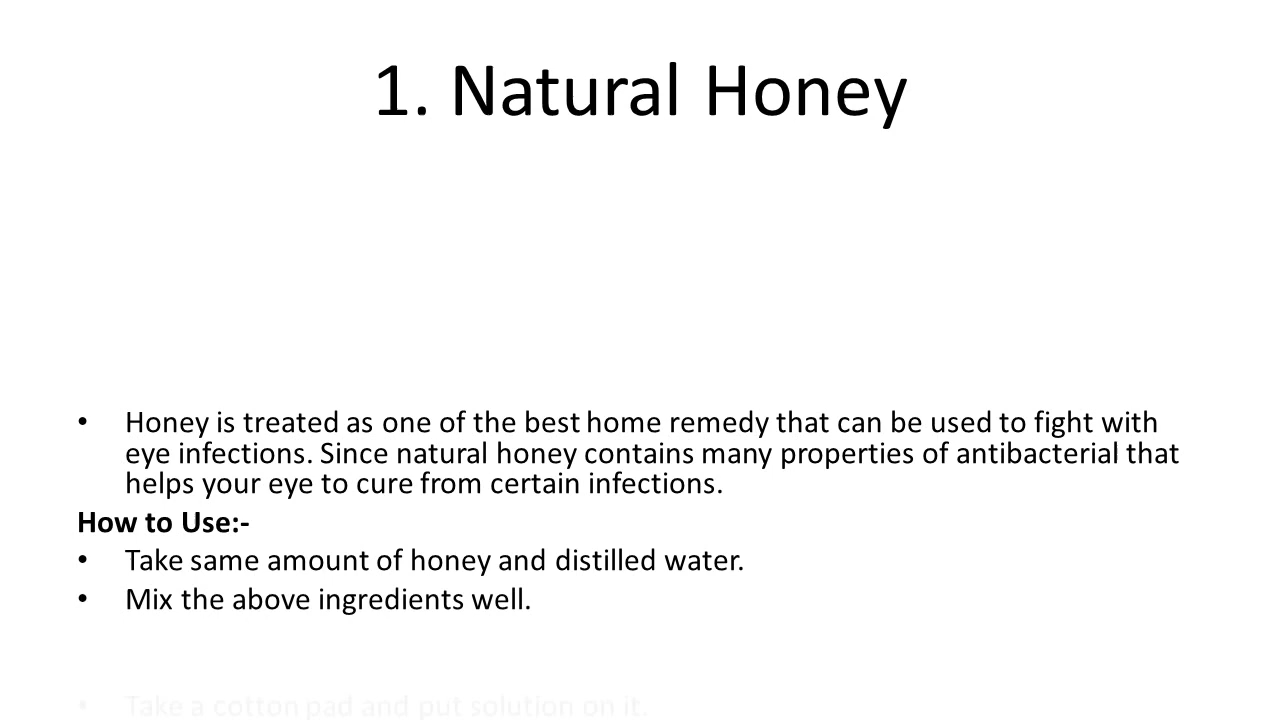 1. Natural Honey
• Honey is treated as one of the best home remedy that can be used to fight with
eye infections. Since natural honey contains many properties of antibacterial that
helps your eye to cure from certain infections.
How to Use:-
• Take same amount of honey and distilled water.
• Mix the above ingredients well.
• Take a cotton pad and put solution on it.